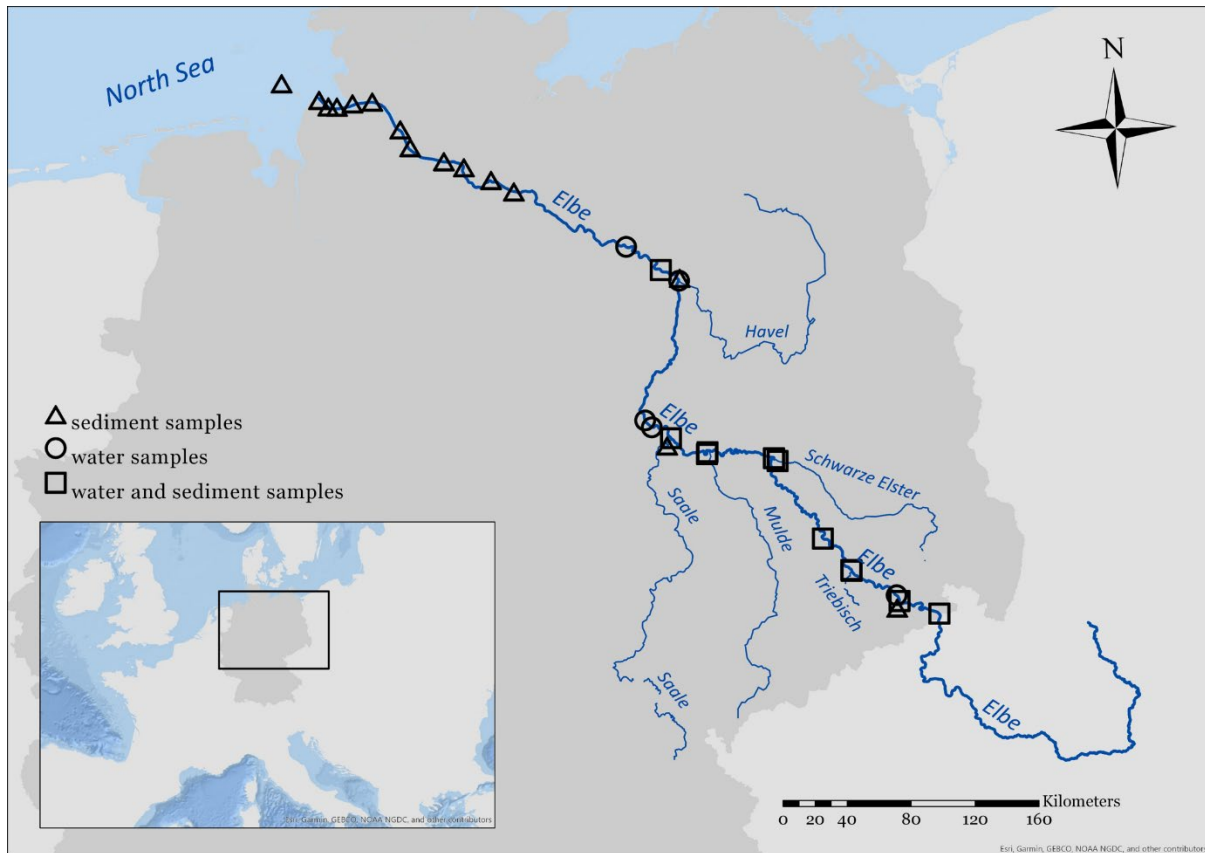 North Sea
N
Elbe
Havel
sediment samples
water samples
water and sediment samples
Elbe
Schwarze Elster
Saale
Mulde
Elbe
Triebisch
Saale
Elbe
Kilometers
0 20 40 80 120 160
Esri, Garmin, GEBCO, NOAA NGDC, and other contributors
Esri, Garmin, GEBCO, NOAA NGDC, and other contributors